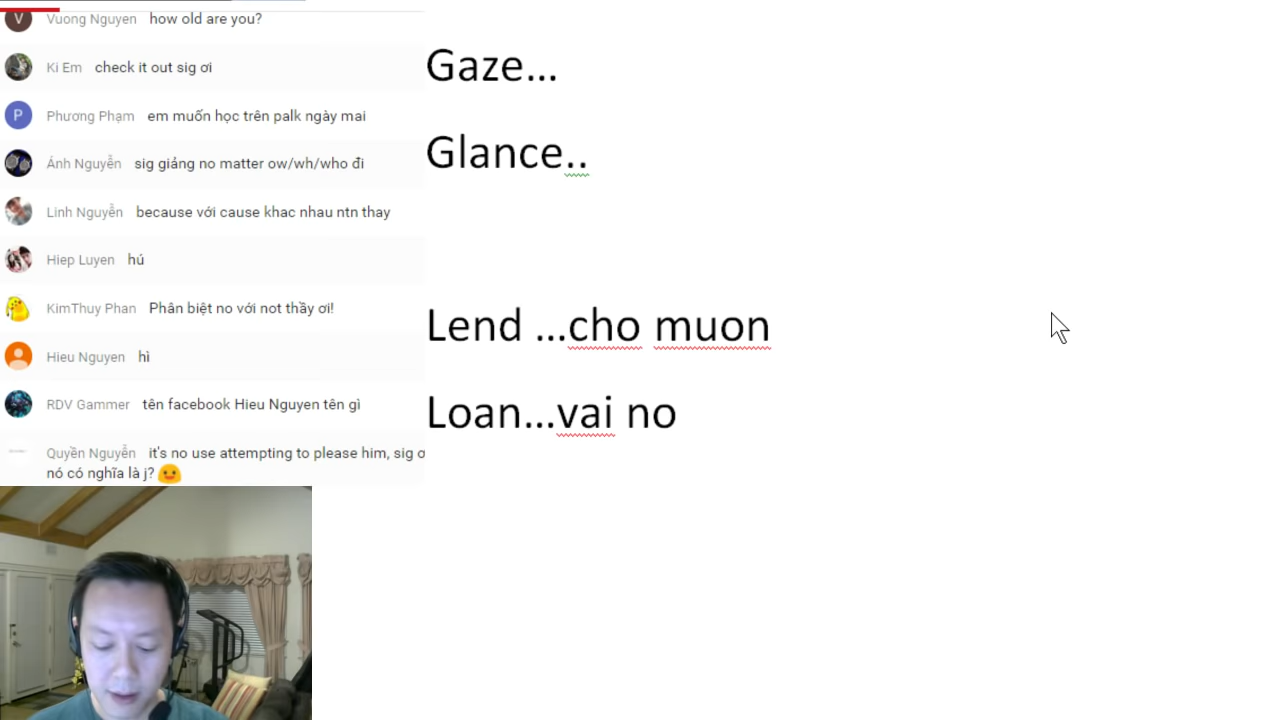 Vuong Nguyen how old are you?
Ki Em check it out sig ơi
Phương Phạm em muốn học trên palk ngày mai
Ánh Nguyễn sig giảng no matter ow/wh/who đi
Linh Nguyễn because với cause khac nhau ntn thay
Hiep Luyen hú
KimThuy Phan Phân biệt no với not thầy ơi!
Hieu Nguyen hì
RDV Gammer tên facebook Hieu Nguyen tên gì
Quyền Nguyễn it's no use attempting to please him, sig ơ
nó có nghĩa là j?
V
P
Gaze...
Glance..
Lend ...cho muon
Loan...vai no